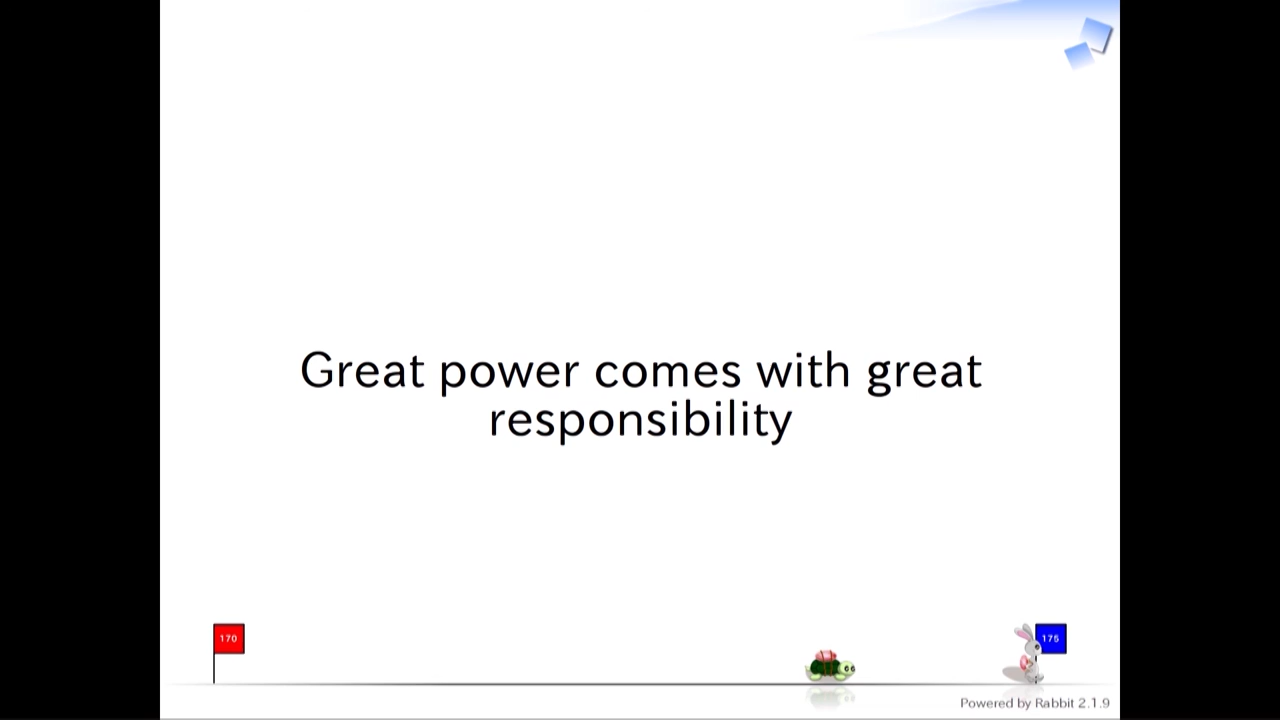 Great power comes with great
responsibility
170
175
Powered by Rabbit 2.1.9